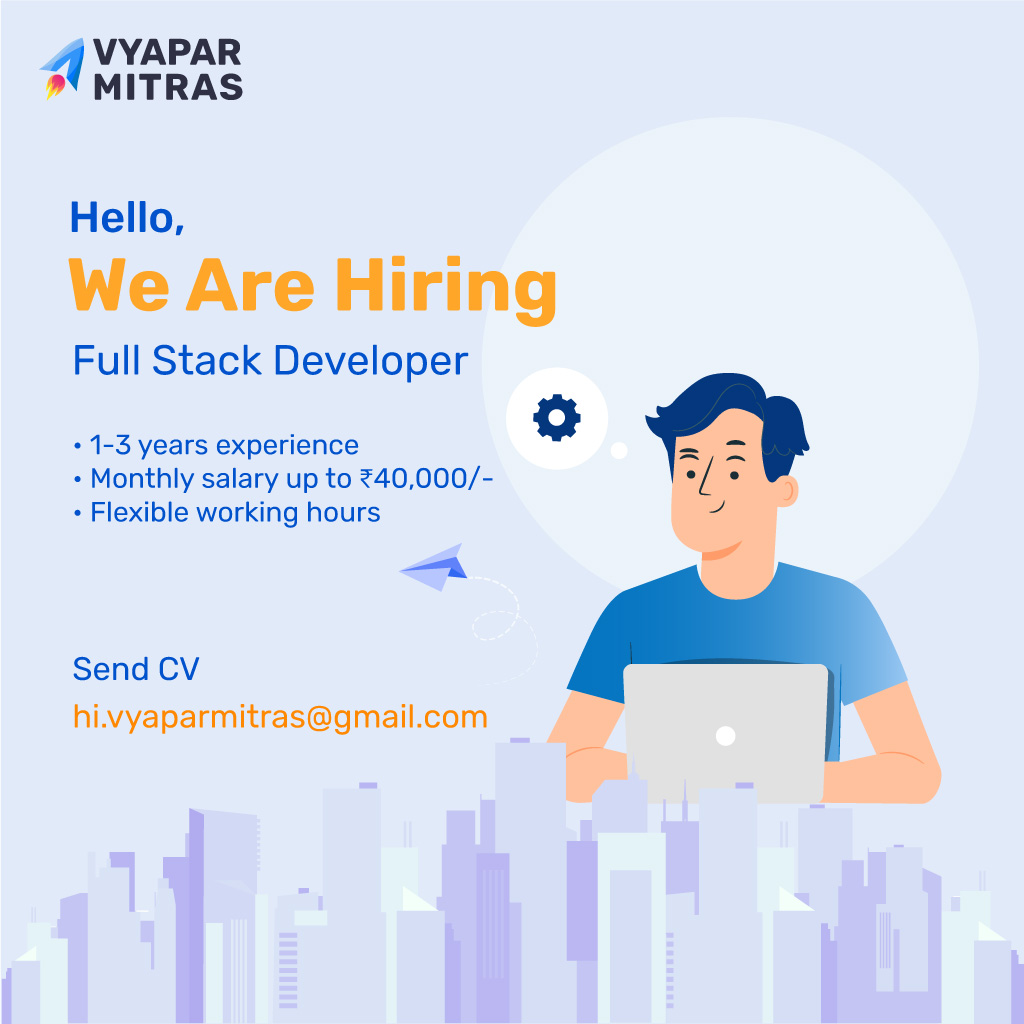 VYAPAR
MITRAS
Hello,
We Are Hiring
Full Stack Developer
• 1-3 years experience
• Monthly salary up to ₹40,000/-
• Flexible working hours
Send CV
hi.vyaparmitras@gmail.com